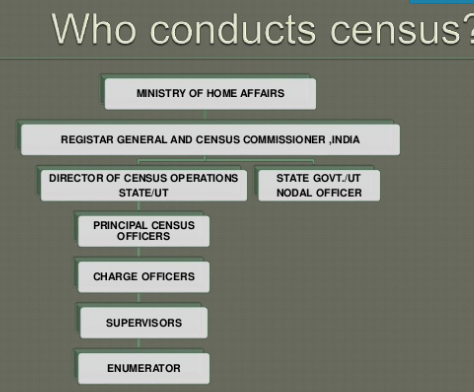 Who conducts census?
MINISTRY OF HOME AFFAIRS
REGISTAR GENERAL AND CENSUS COMMISSIONER ,INDIA
DIRECTOR OF CENSUS OPERATIONS
STATE/UT
STATE GOVT./UT
NODAL OFFICER
PRINCIPAL CENSUS
OFFICERS
CHARGE OFFICERS
SUPERVISORS
ENUMERATOR